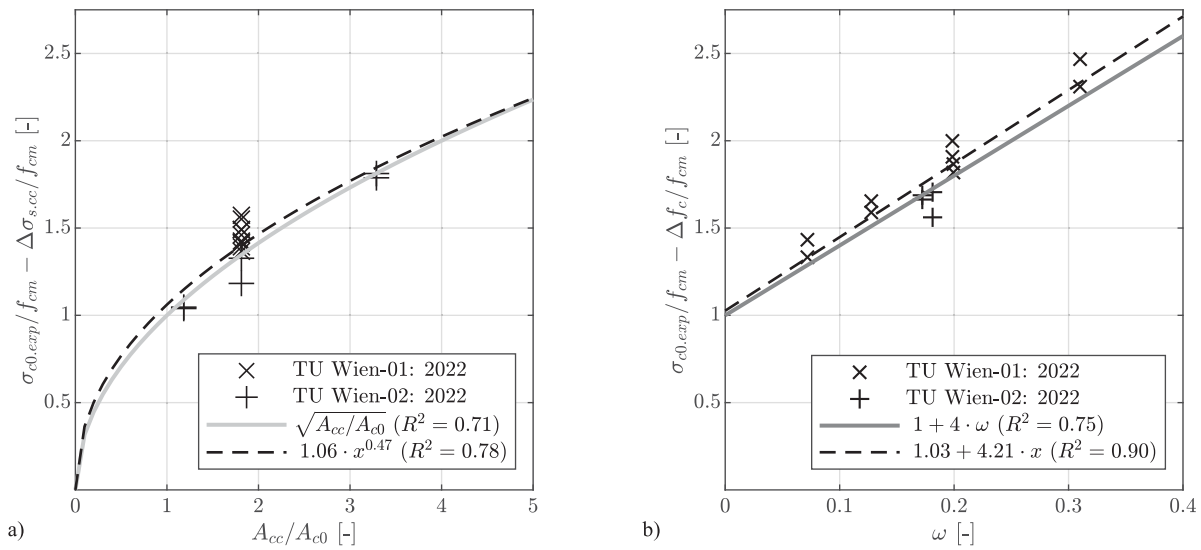 σc0.exp/fcm − Δσs.cc/fcm [-]
2.5
2
1.5
1
0.5
0 1 2 3 4 5
Acc/Ac0 [-]
TU Wien-01: 2022
TU Wien-02: 2022
√Acc/Ac0 (R² = 0.71)
1.06 · x^0.47 (R² = 0.78)
a)
σc0.exp/fcm − Δfc/fcm [-]
2.5
2
1.5
1
0.5
0 0.1 0.2 0.3 0.4
ω [-]
TU Wien-01: 2022
TU Wien-02: 2022
1 + 4 · ω (R² = 0.75)
1.03 + 4.21 · x (R² = 0.90)
b)